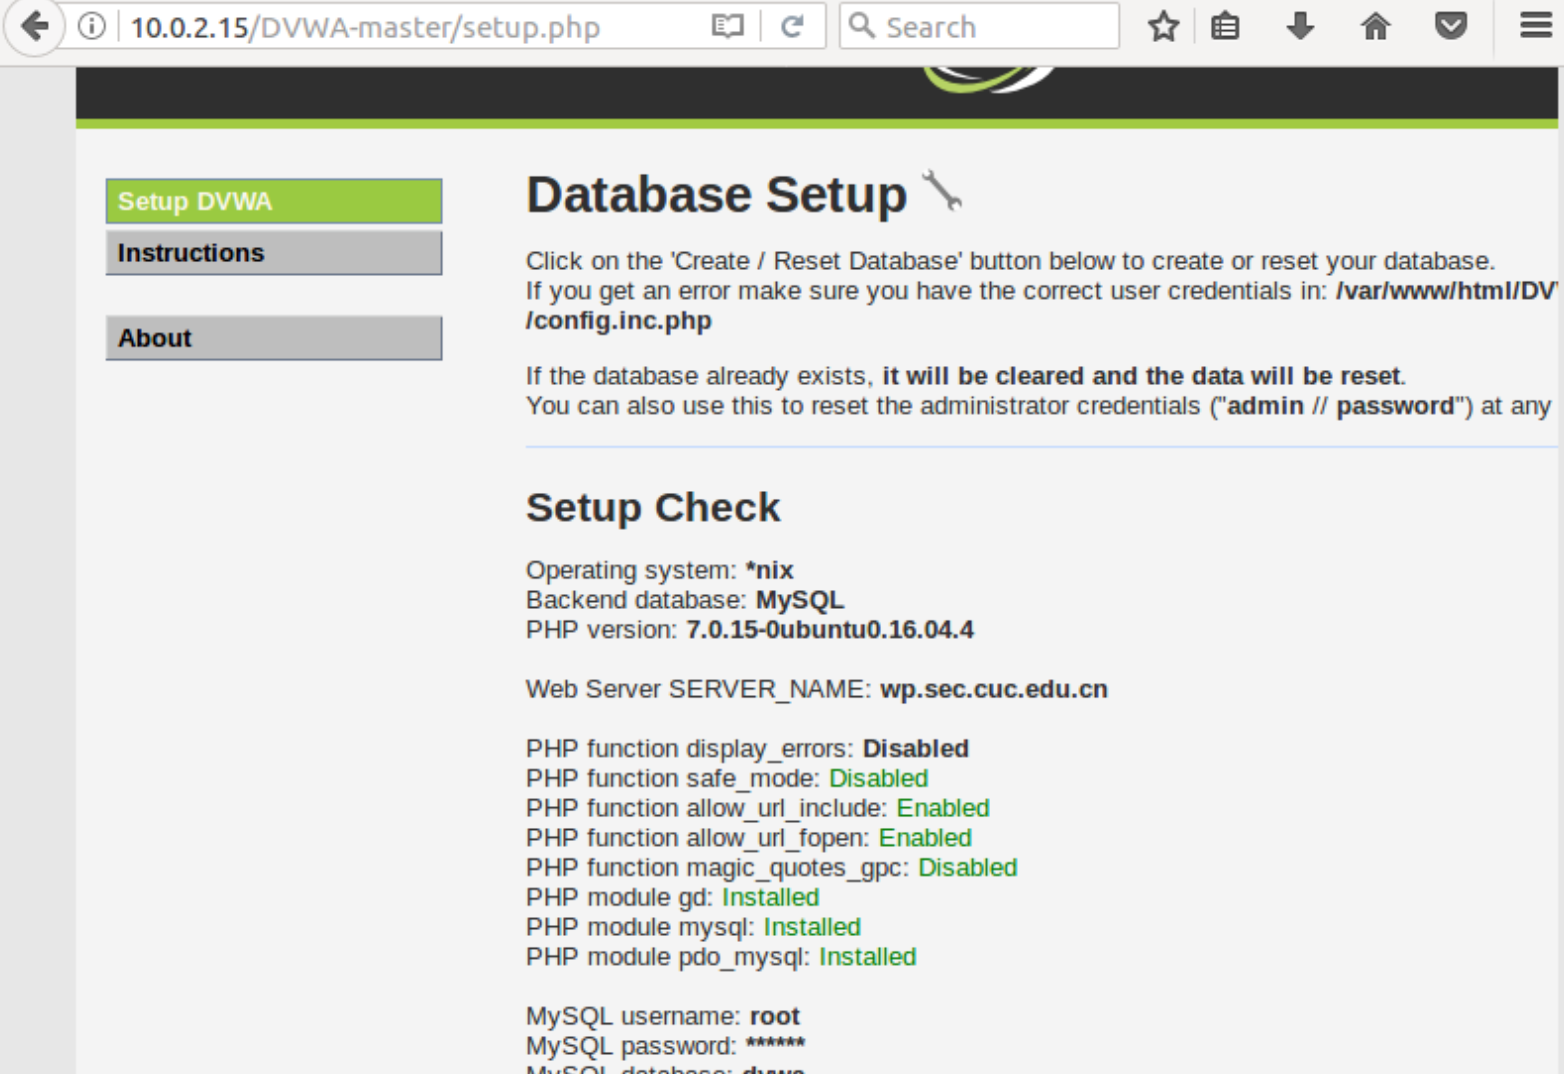 10.0.2.15/DVWA-master/setup.php
Search
Setup DVWA
Instructions
About
Database Setup
Click on the 'Create / Reset Database' button below to create or reset your database.
If you get an error make sure you have the correct user credentials in: /var/www/html/DV
/config.inc.php
If the database already exists, it will be cleared and the data will be reset.
You can also use this to reset the administrator credentials ("admin // password") at any
Setup Check
Operating system: *nix
Backend database: MySQL
PHP version: 7.0.15-0ubuntu0.16.04.4
Web Server SERVER_NAME: wp.sec.cuc.edu.cn
PHP function display_errors: Disabled
PHP function safe_mode: Disabled
PHP function allow_url_include: Enabled
PHP function allow_url_fopen: Enabled
PHP function magic_quotes_gpc: Disabled
PHP module gd: Installed
PHP module mysql: Installed
PHP module pdo_mysql: Installed
MySQL username: root
MySQL password: ******
MySQL database: dvwa